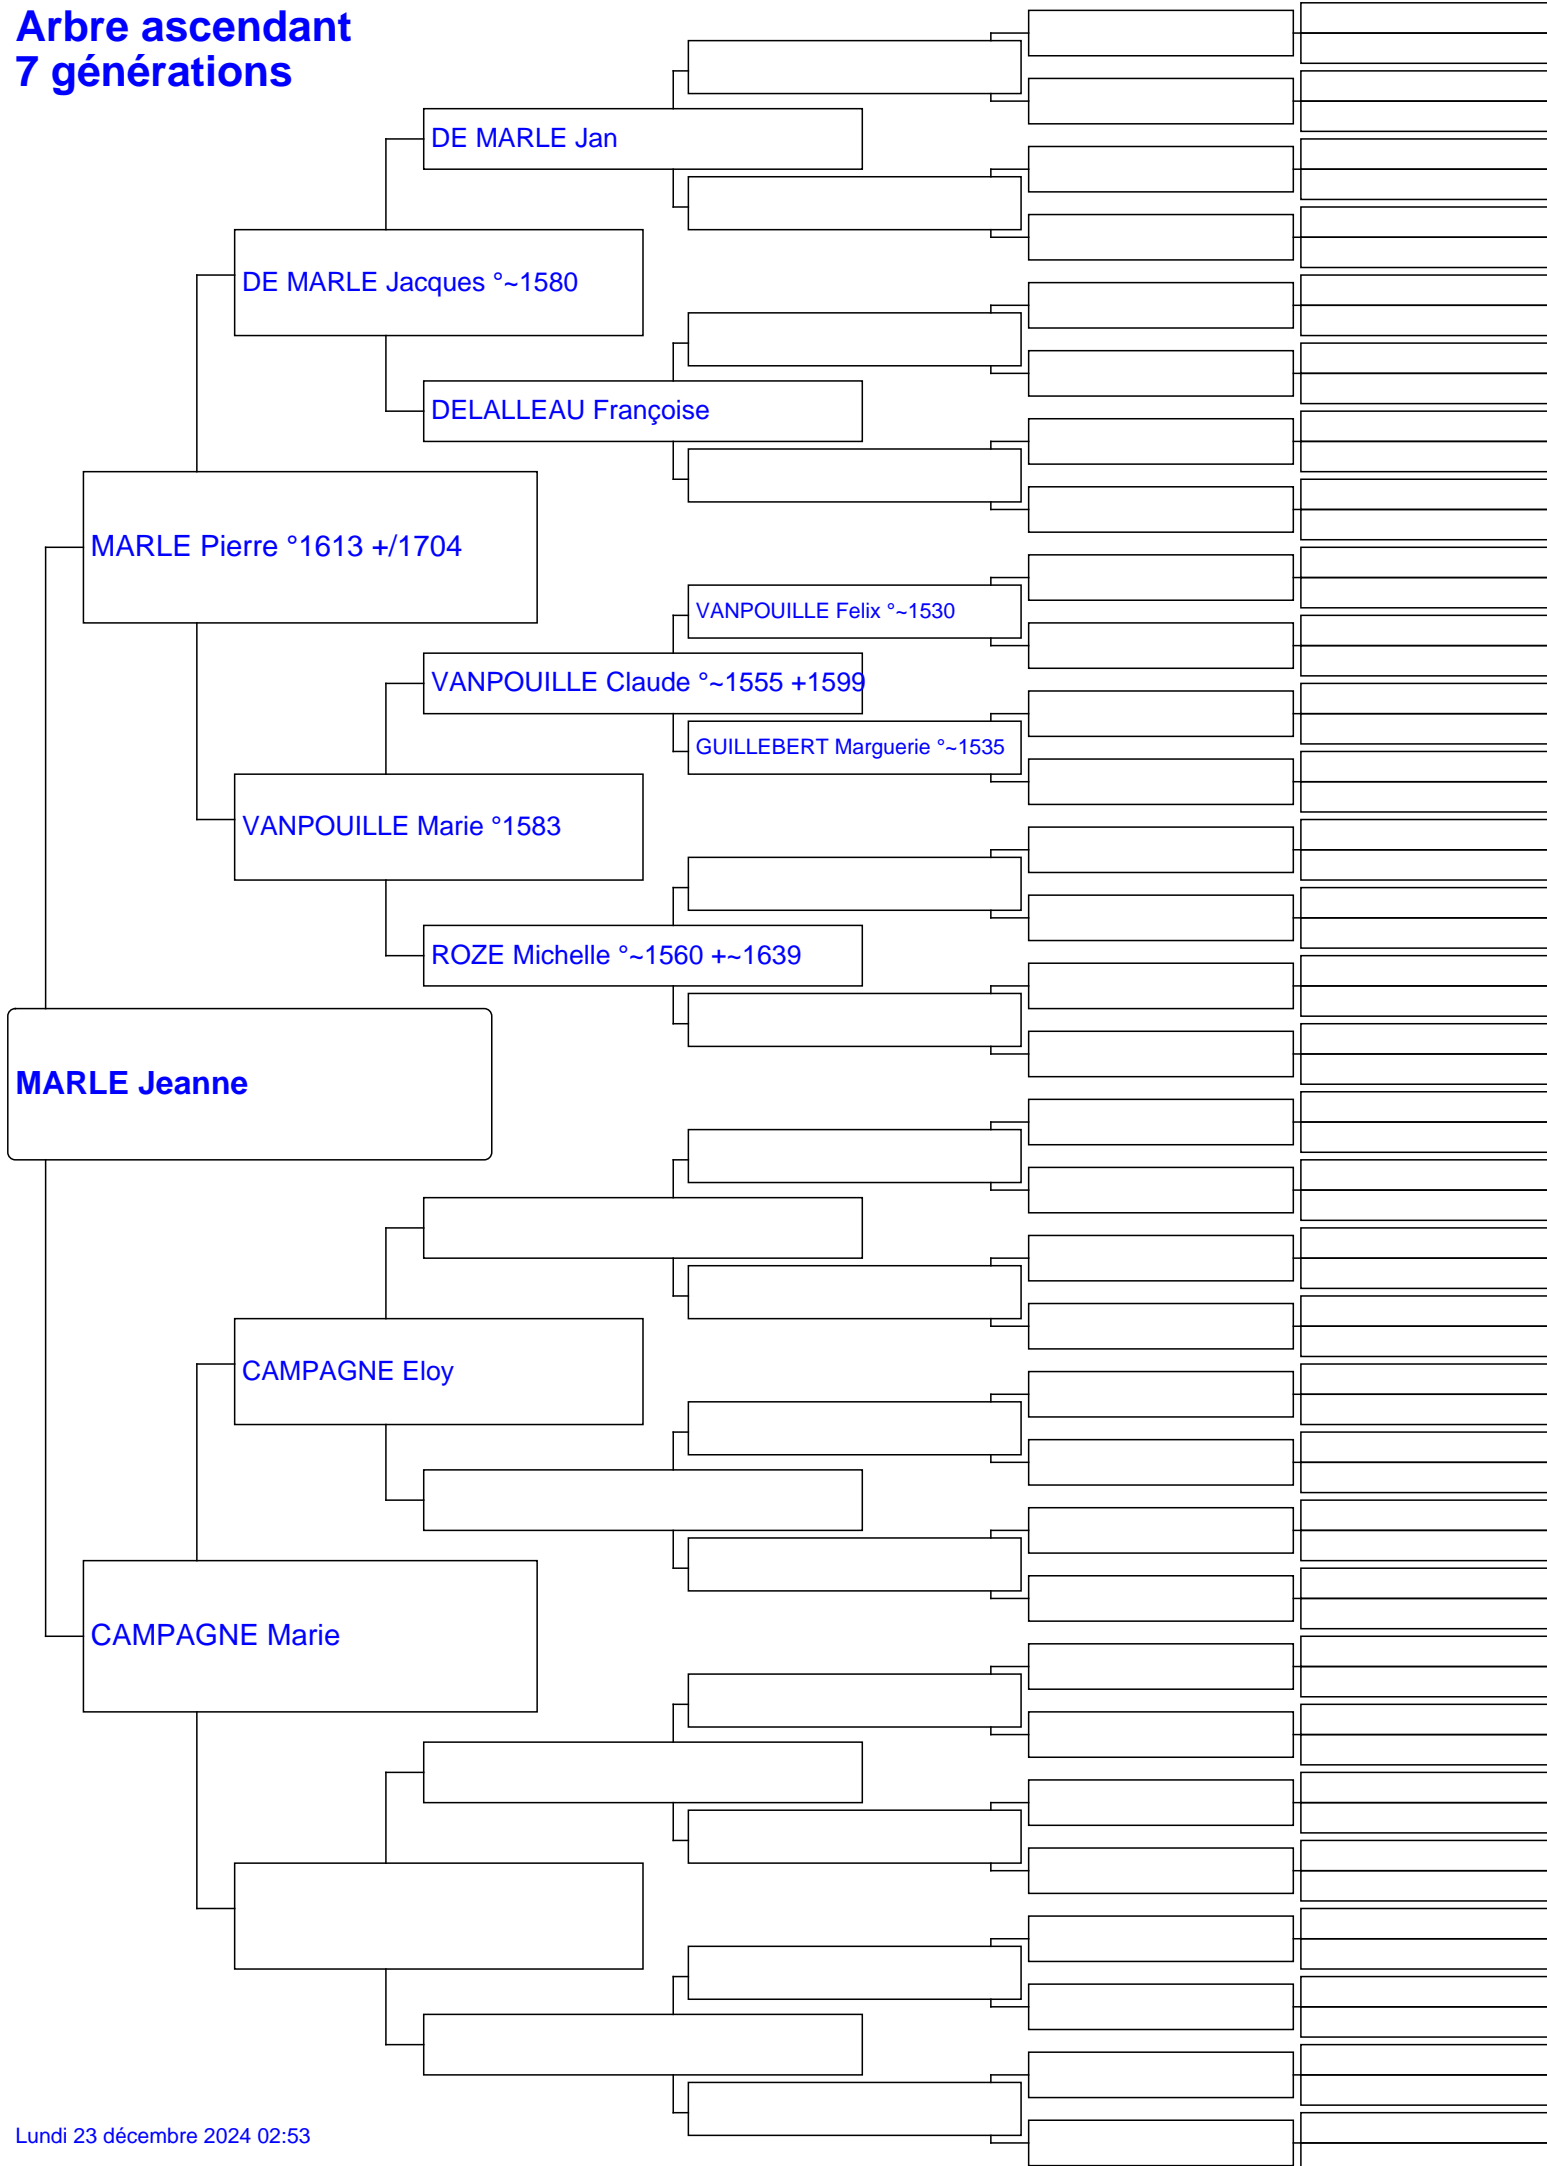 Arbre ascendant
7 générations
DE MARLE Jan
DE MARLE Jacques °~1580
DELALLEAU Françoise
MARLE Pierre °1613 +/1704
VANPOUILLE Felix °~1530
VANPOUILLE Claude °~1555 +1599
GUILLEBERT Marguerie °~1535
VANPOUILLE Marie °1583
ROZE Michelle °~1560 +~1639
MARLE Jeanne
CAMPAGNE Eloy
CAMPAGNE Marie
Lundi 23 décembre 2024 02:53